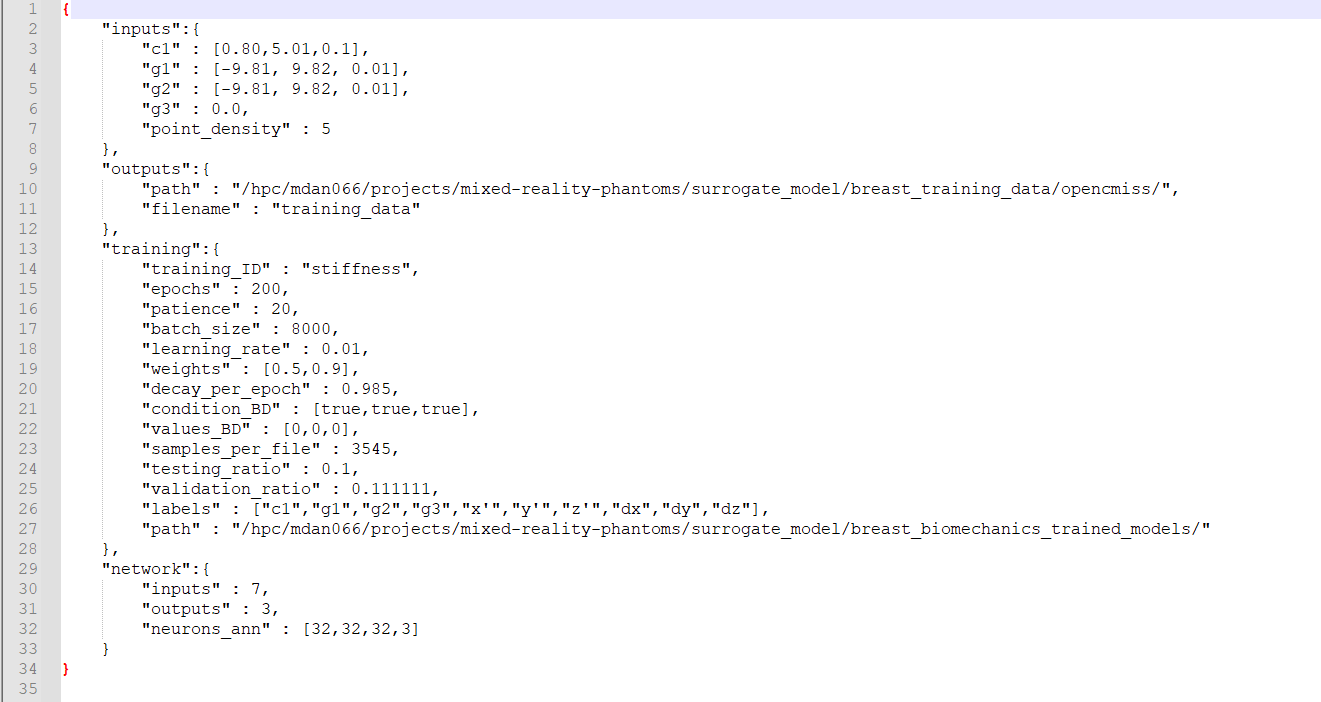 1 {
2     "inputs":{
3         "c1" : [0.80,5.01,0.1],
4         "g1" : [-9.81, 9.82, 0.01],
5         "g2" : [-9.81, 9.82, 0.01],
6         "g3" : 0.0,
7         "point_density" : 5
8     },
9     "outputs":{
10         "path" : "/hpc/mdan066/projects/mixed-reality-phantoms/surrogate_model/breast_training_data/opencmiss/",
11         "filename" : "training_data"
12     },
13     "training":{
14         "training_ID" : "stiffness",
15         "epochs" : 200,
16         "patience" : 20,
17         "batch_size" : 8000,
18         "learning_rate" : 0.01,
19         "weights" : [0.5,0.9],
20         "decay_per_epoch" : 0.985,
21         "condition_BD" : [true,true,true],
22         "values_BD" : [0,0,0],
23         "samples_per_file" : 3545,
24         "testing_ratio" : 0.1,
25         "validation_ratio" : 0.111111,
26         "labels" : ["c1","g1","g2","g3","x'","y'","z'","dx","dy","dz"],
27         "path" : "/hpc/mdan066/projects/mixed-reality-phantoms/surrogate_model/breast_biomechanics_trained_models/"
28     },
29     "network":{
30         "inputs" : 7,
31         "outputs" : 3,
32         "neurons_ann" : [32,32,32,3]
33     }
34 }
35